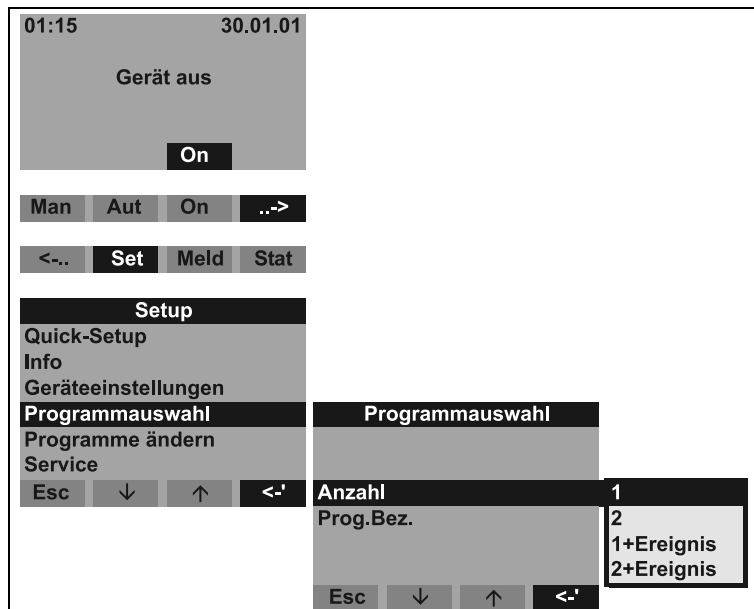 01:15 30.01.01
Gerät aus
On
Man Aut On ..->
<-.. Set Meld Stat
Setup
Quick-Setup
Info
Geräteeinstellungen
Programmauswahl
Programme ändern
Service
Esc ↓ ↑ <-'
Programmauswahl
Anzahl
Prog.Bez.
Esc ↓ ↑ <-'
1
2
1+Ereignis
2+Ereignis